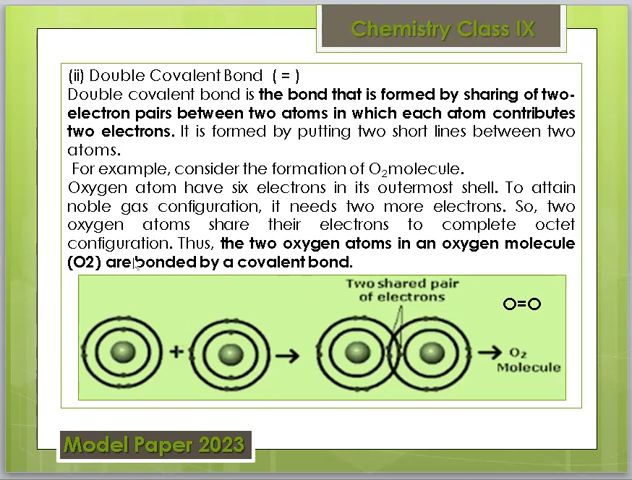 Chemistry Class IX
(ii) Double Covalent Bond ( = )
Double covalent bond is the bond that is formed by sharing of two-
electron pairs between two atoms in which each atom contributes
two electrons. It is formed by putting two short lines between two
atoms.
For example, consider the formation of O₂molecule.
Oxygen atom have six electrons in its outermost shell. To attain
noble gas configuration, it needs two more electrons. So, two
oxygen atoms share their electrons to complete octet
configuration. Thus, the two oxygen atoms in an oxygen molecule
(O2) are bonded by a covalent bond.
Two shared pair
of electrons
O=O
+
O₂
Molecule
Model Paper 2023